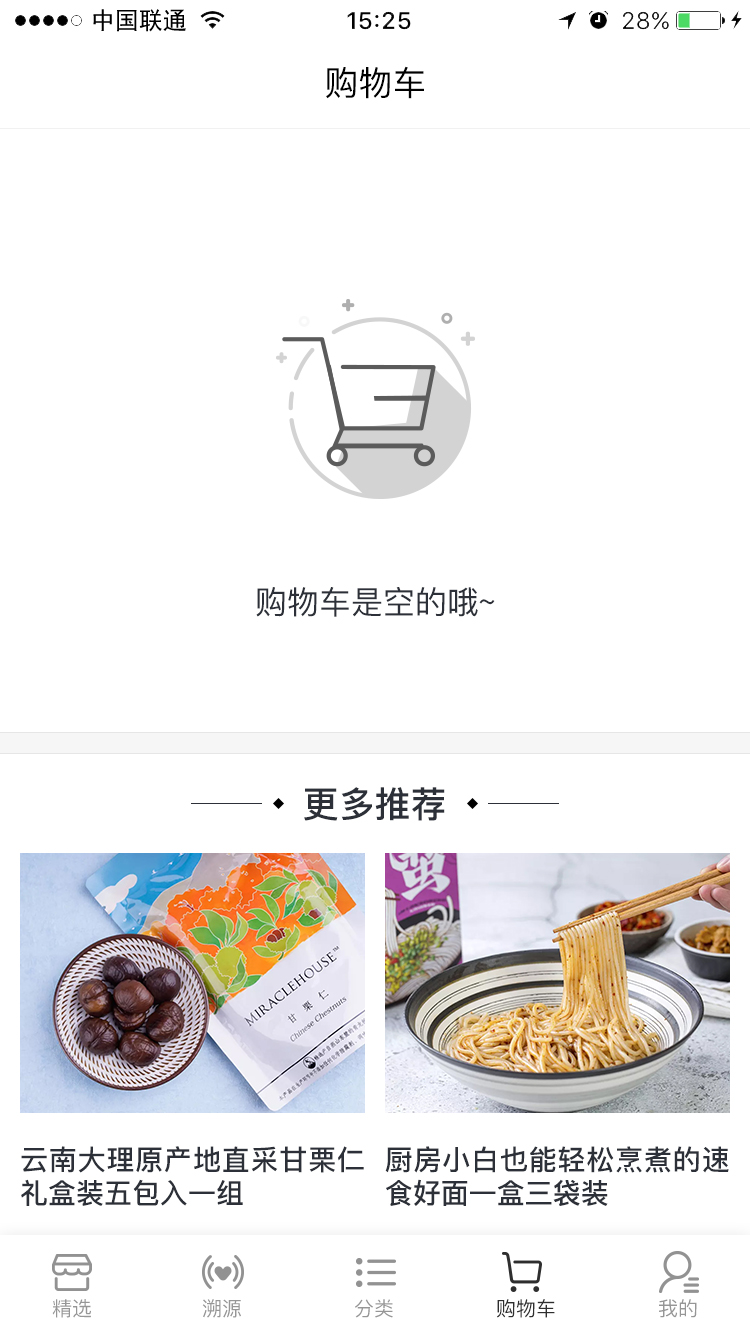 中国联通
15:25
28%
购物车
购物车是空的哦~
更多推荐
MIRACLEHOUSE™
甘栗仁
Chinese Chestnuts
云南大理原产地直采甘栗仁
礼盒装五包入一组
厨房小白也能轻松烹煮的速
食好面一盒三袋装
精选
溯源
分类
购物车
我的